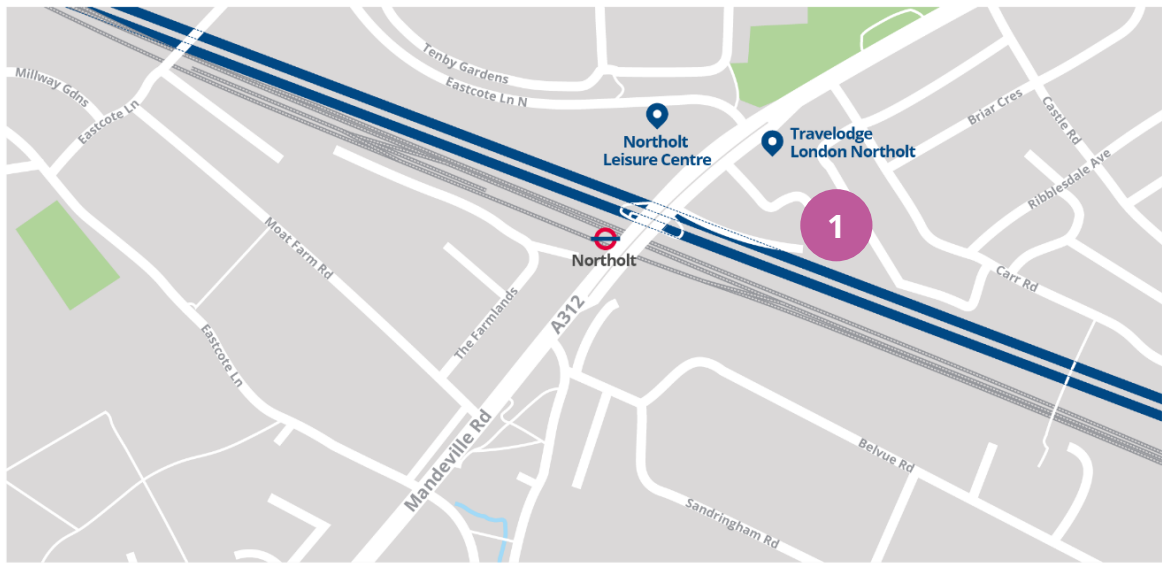 Tenby Gardens
Millway Gdns
Eastcote Ln N
Eastcote Ln
Briar Cres
Castle Rd
Northolt
Leisure Centre
Travelodge
London Northolt
Ribblesdale Ave
1
Moat Farm Rd
Northolt
Carr Rd
A312
The Farmlands
Eastcote Ln
Mandeville Rd
Belvue Rd
Sandringham Rd